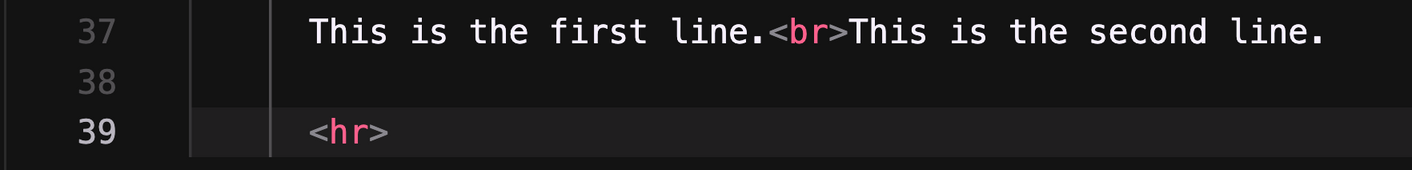 37 This is the first line.<br>This is the second line.
38
39 <hr>